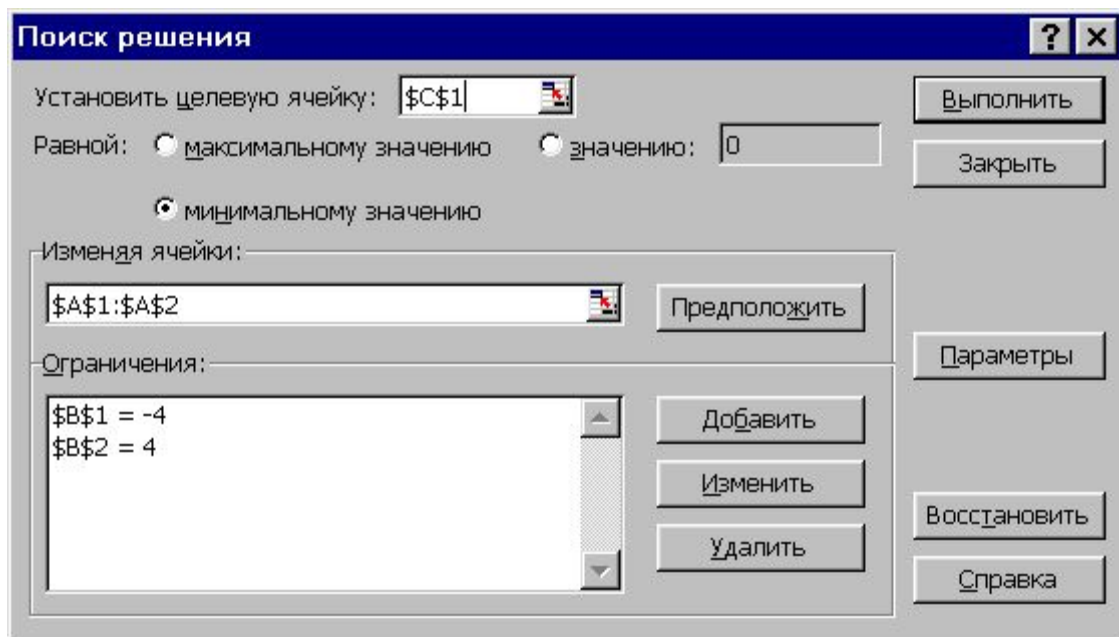 Поиск решения
Установить целевую ячейку: $C$1
Выполнить
Равной: максимальному значению значению: 0
Закрыть
минимальному значению
Изменяя ячейки:
$A$1:$A$2 Предположить
Параметры
Ограничения:
$B$1 = -4
$B$2 = 4
Добавить
Изменить
Удалить
Восстановить
Справка